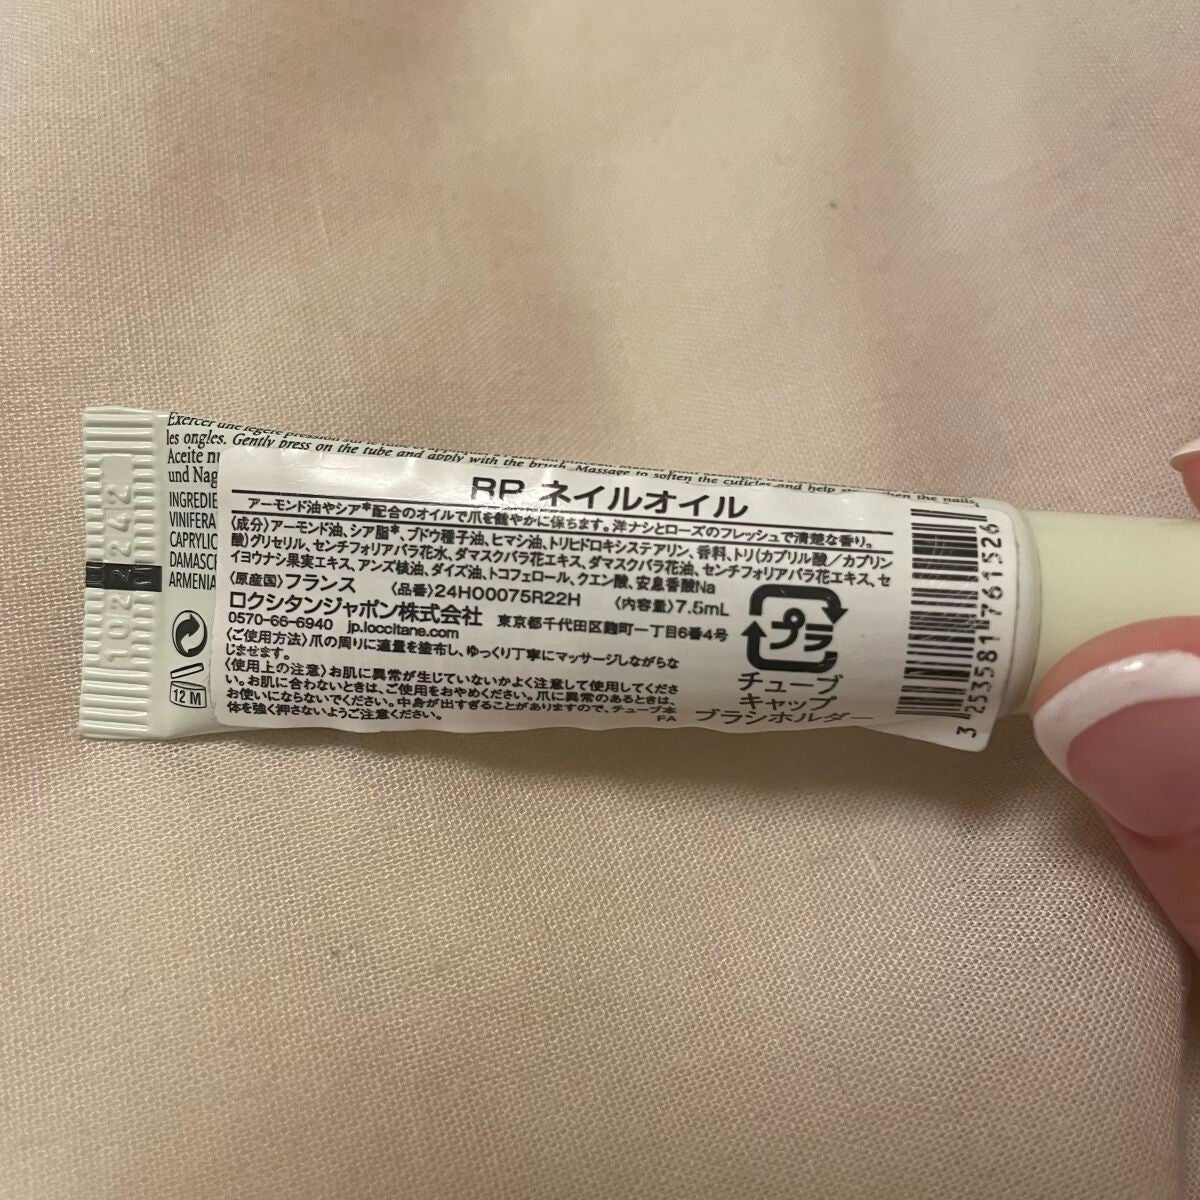 Exercer une légère pression sur le tube
les ongles. Gently press on the tube and apply with the brush. Massage to soften the cuticles and help strengthen the nails.
Aceite
und Nag
INGREDIE
VINIFERA
CAPRYLIC
DAMASC
ARMENIA
12 M
102 242
RP ネイルオイル
アーモンド油やシア*配合のオイルで爪を健やかに保ちます。洋ナシとローズのフレッシュで清楚な香り。
〈成分〉アーモンド油、シア脂*、ブドウ種子油、ヒマシ油、トリヒドロキシステアリン、香料、トリ(カプリル酸/カプリン
酸)グリセリル、センチフォリアバラ花水、ダマスクバラ花エキス、ダマスクバラ花油、センチフォリアバラ花エキス、セ
イヨウナシ果実エキス、アンズ核油、ダイズ油、トコフェロール、クエン酸、安息香酸Na
〈原産国〉フランス 〈品番〉24H00075R22H 〈内容量〉7.5mL
ロクシタンジャポン株式会社 東京都千代田区麹町一丁目6番4号
0570-66-6940 jp.loccitane.com
〈ご使用方法〉爪の周りに適量を塗布し、ゆっくり丁寧にマッサージしながらな
じませます。
〈使用上の注意〉お肌に異常が生じていないかよく注意して使用してくださ
い。お肌に合わないときは、ご使用をおやめください。爪に異常のあるときは、
お使いにならないでください。中身が出すぎることがありますので、チューブ本
体を強く押さないようご注意ください。
FA
プラ
チューブ
キャップ
ブラシホルダー
3 253581 761526